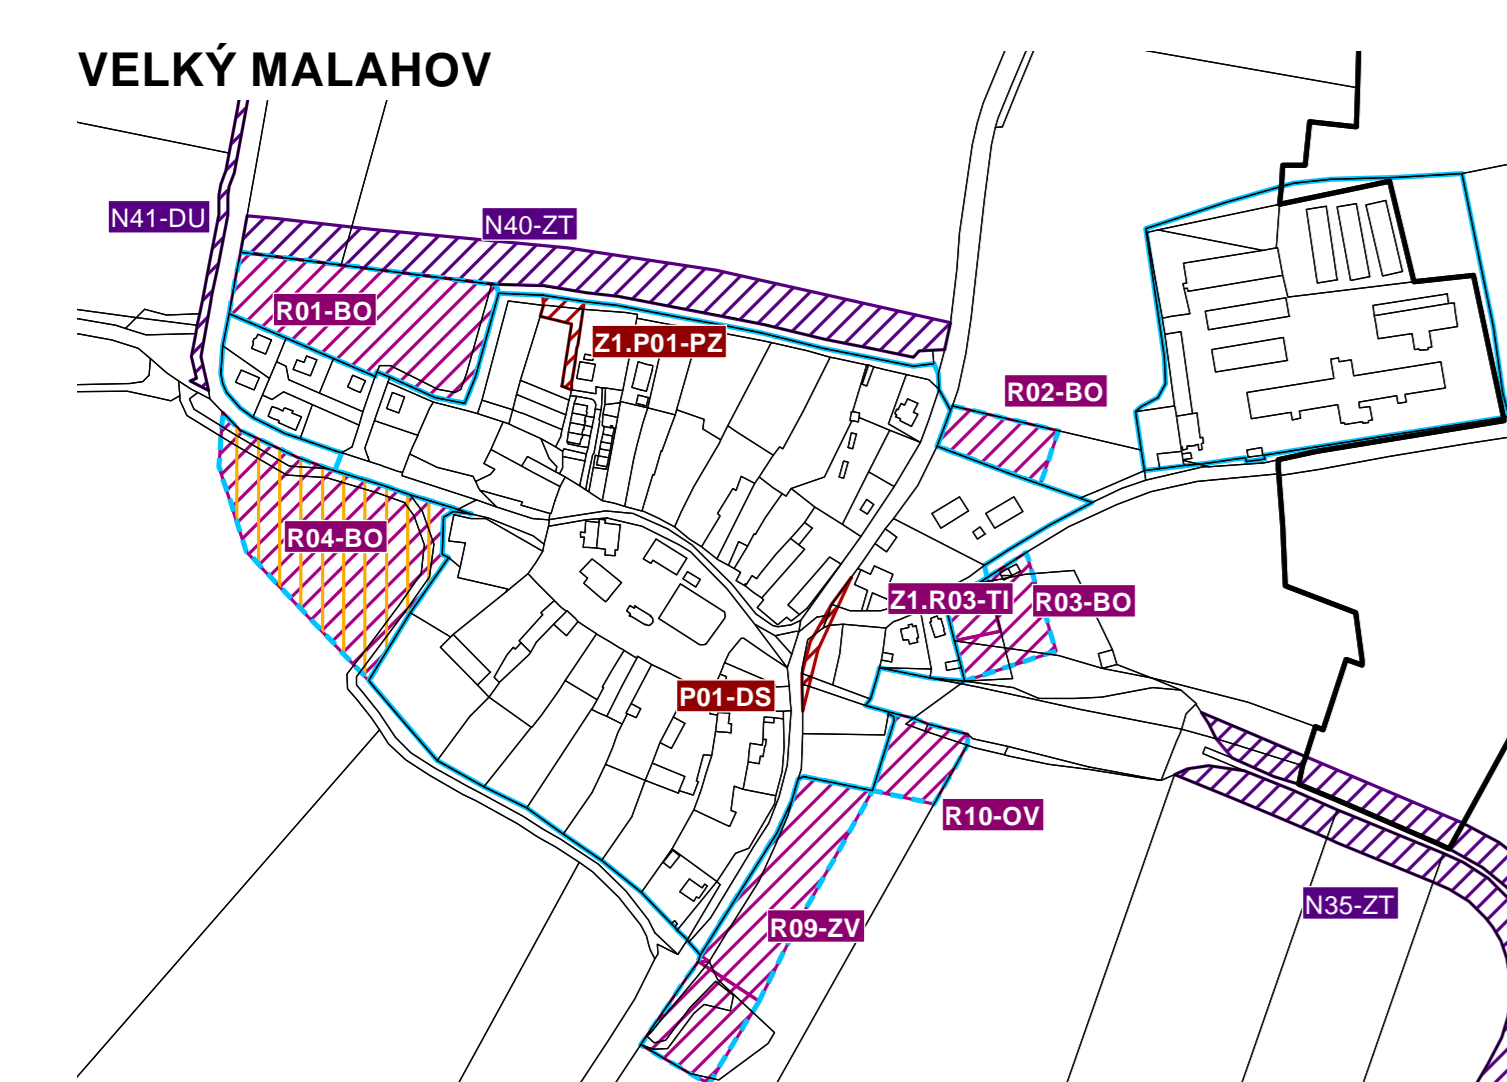 VELKÝ MALAHOV
N41-DU
N40-ZT
R01-BO
Z1.P01-PZ
R02-BO
R04-BO
Z1.R03-TI
R03-BO
P01-DS
R10-OV
N35-ZT
R09-ZV